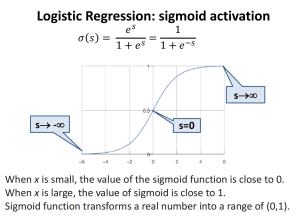 Logistic Regression: sigmoid activation
σ(s) = e^s / (1 + e^s) = 1 / (1 + e^-s)
1
s→∞
0.5
s→ -∞
s=0
0
-6 -4 -2 0 2 4 6
When x is small, the value of the sigmoid function is close to 0.
When x is large, the value of sigmoid is close to 1.
Sigmoid function transforms a real number into a range of (0,1).